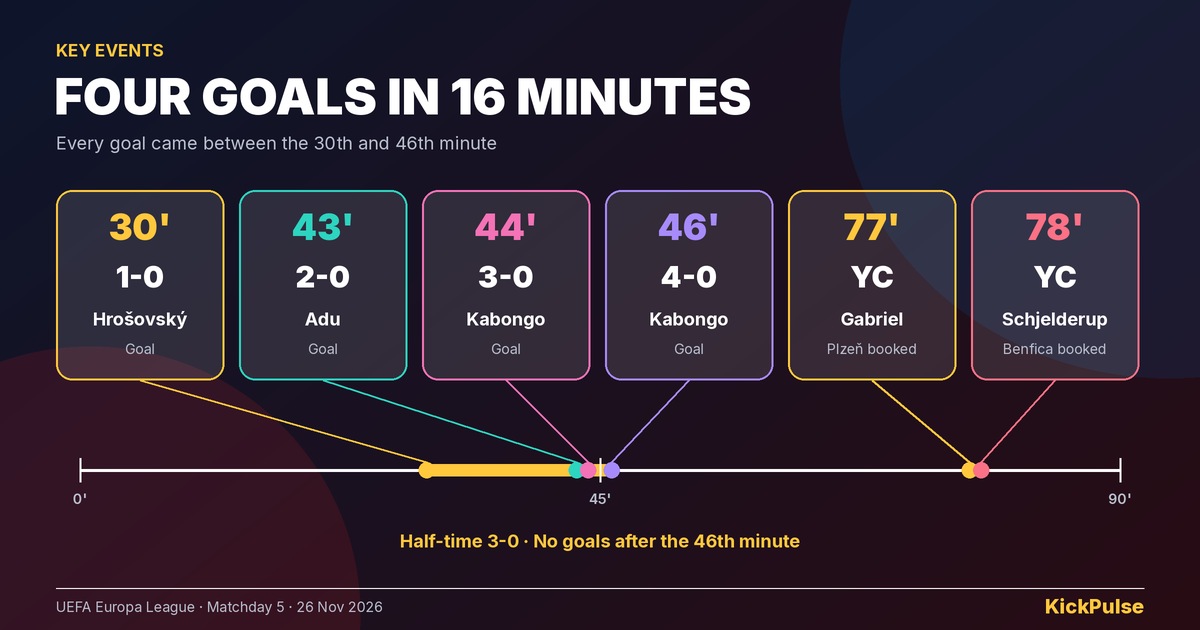 KEY EVENTS
FOUR GOALS IN 16 MINUTES
Every goal came between the 30th and 46th minute
30'
1-0
Hrošovský
Goal
43'
2-0
Adu
Goal
44'
3-0
Kabongo
Goal
46'
4-0
Kabongo
Goal
77'
YC
Gabriel
Plzeň booked
78'
YC
Schjelderup
Benfica booked
0'
45'
90'
Half-time 3-0 · No goals after the 46th minute
UEFA Europa League · Matchday 5 · 26 Nov 2026
KickPulse